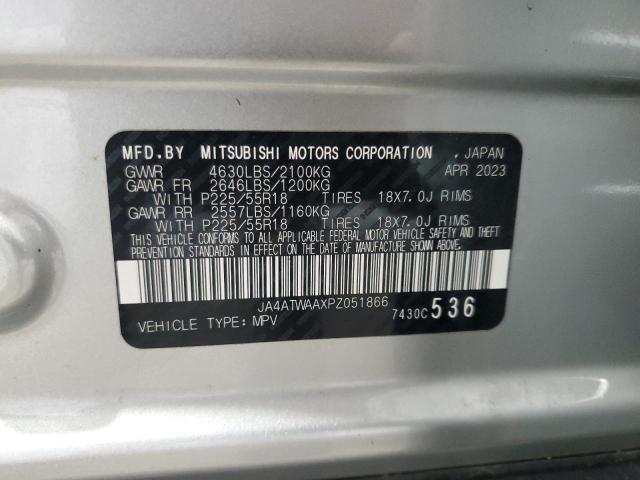 MFD.BY MITSUBISHI MOTORS CORPORATION . JAPAN
GVWR 4630LBS/2100KG APR 2023
GAWR FR 2646LBS/1200KG
WITH P225/55R18 TIRES 18X7.0J RIMS
GAWR RR 2557LBS/1160KG
WITH P225/55R18 TIRES 18X7.0J RIMS
THIS VEHICLE CONFORMS TO ALL APPLICABLE FEDERAL MOTOR VEHICLE SAFETY AND THEFT
PREVENTION STANDARDS IN EFFECT ON THE DATE OF MANUFACTURE SHOWN ABOVE.
JA4ATWAAXPZ051866
VEHICLE TYPE: MPV 7430C 536